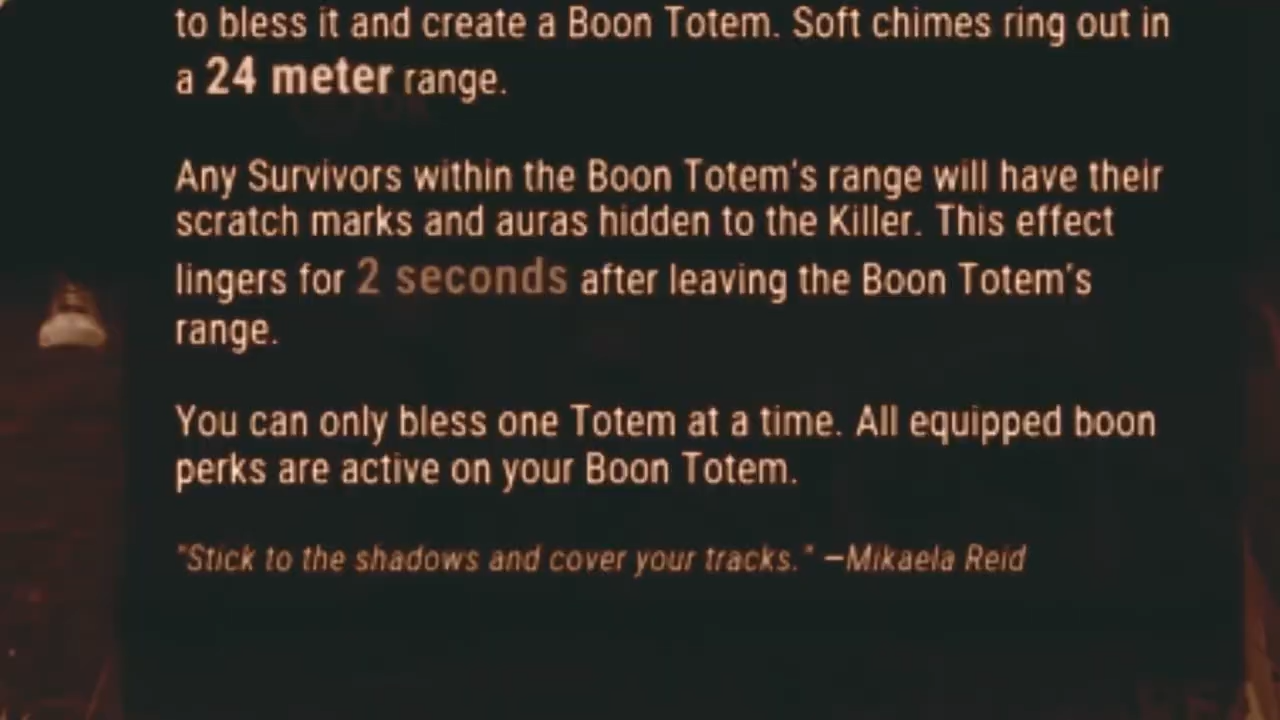 to bless it and create a Boon Totem. Soft chimes ring out in
a 24 meter range.
Any Survivors within the Boon Totem's range will have their
scratch marks and auras hidden to the Killer. This effect
lingers for 2 seconds after leaving the Boon Totem's
range.
You can only bless one Totem at a time. All equipped boon
perks are active on your Boon Totem.
"Stick to the shadows and cover your tracks." —Mikaela Reid